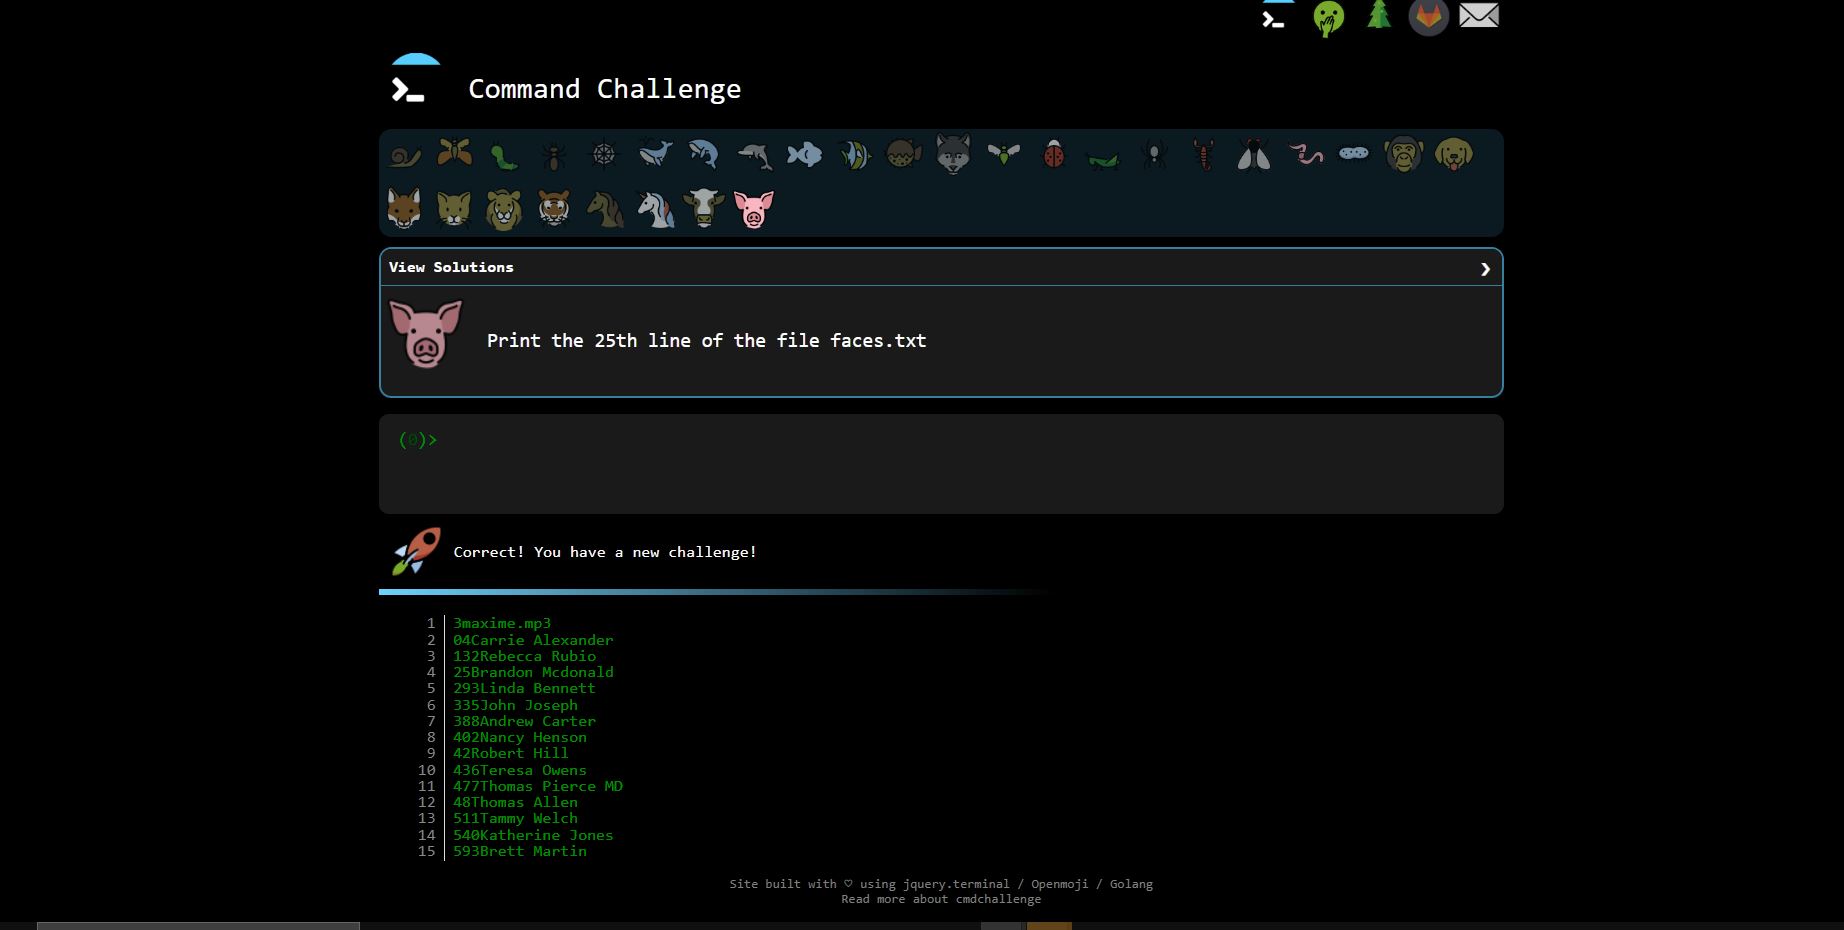 Command Challenge
View Solutions
Print the 25th line of the file faces.txt
(0)>
Correct! You have a new challenge!
1 3maxime.mp3
2 04Carrie Alexander
3 132Rebecca Rubio
4 25Brandon Mcdonald
5 293Linda Bennett
6 335John Joseph
7 388Andrew Carter
8 402Nancy Henson
9 42Robert Hill
10 436Teresa Owens
11 477Thomas Pierce MD
12 48Thomas Allen
13 511Tammy Welch
14 540Katherine Jones
15 593Brett Martin
Site built with ♡ using jquery.terminal / Openmoji / Golang
Read more about cmdchallenge